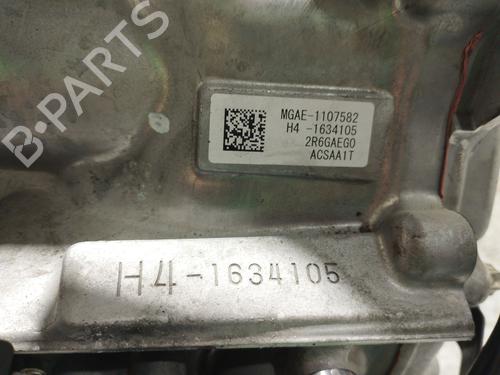 B-PARTS
MGAE-1107582
H4 -1634105
2R6GAEG0
ACSAA1T
H4-1634105